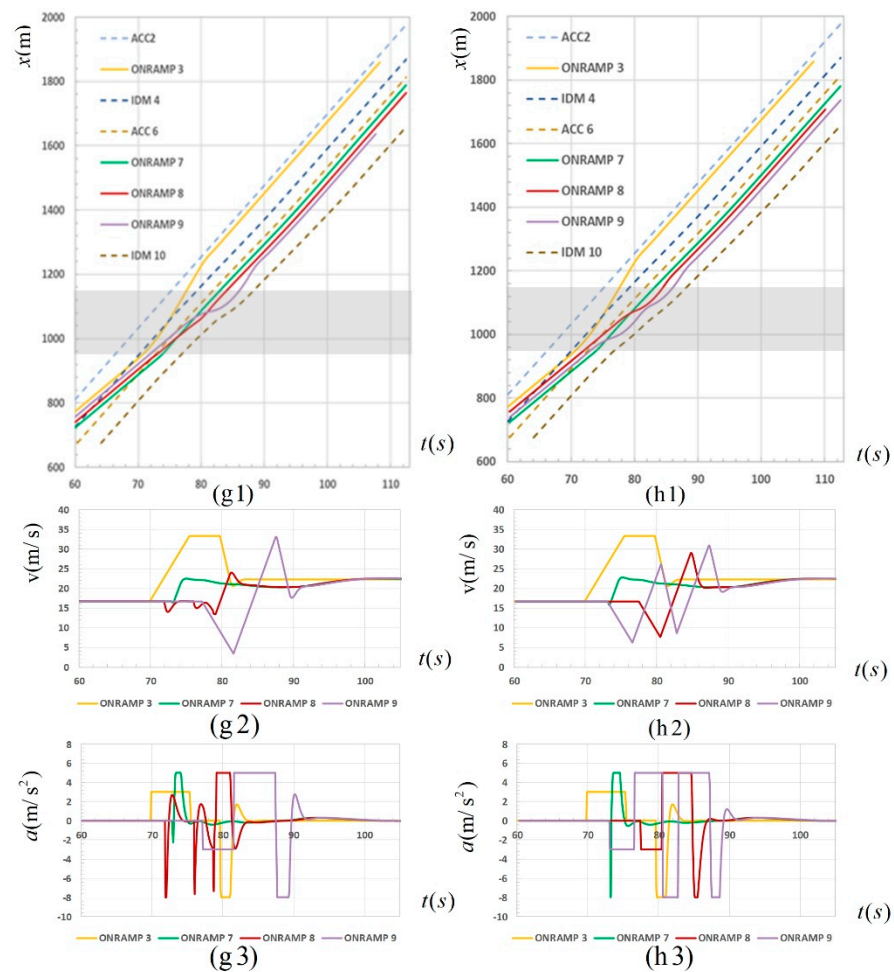 x(m)
2000
1800
1600
1400
1200
1000
800
600
ACC2
ONRAMP 3
IDM 4
ACC 6
ONRAMP 7
ONRAMP 8
ONRAMP 9
IDM 10
60 70 80 90 100 110
t(s)
(g1)
x(m)
2000
1800
1600
1400
1200
1000
800
600
ACC2
ONRAMP 3
IDM 4
ACC 6
ONRAMP 7
ONRAMP 8
ONRAMP 9
IDM 10
60 70 80 90 100 110
t(s)
(h1)
v(m/s)
40
35
30
25
20
15
10
5
0
60 70 80 90 100
t(s)
ONRAMP 3 ONRAMP 7 ONRAMP 8 ONRAMP 9
(g2)
v(m/s)
40
35
30
25
20
15
10
5
0
60 70 80 90 100
t(s)
ONRAMP 3 ONRAMP 7 ONRAMP 8 ONRAMP 9
(h2)
a(m/s²)
8
6
4
2
0
-2
-4
-6
-8
-10
60 70 80 90 100
t(s)
ONRAMP 3 ONRAMP 7 ONRAMP 8 ONRAMP 9
(g3)
a(m/s²)
8
6
4
2
0
-2
-4
-6
-8
-10
60 70 80 90 100
t(s)
ONRAMP 3 ONRAMP 7 ONRAMP 8 ONRAMP 9
(h3)